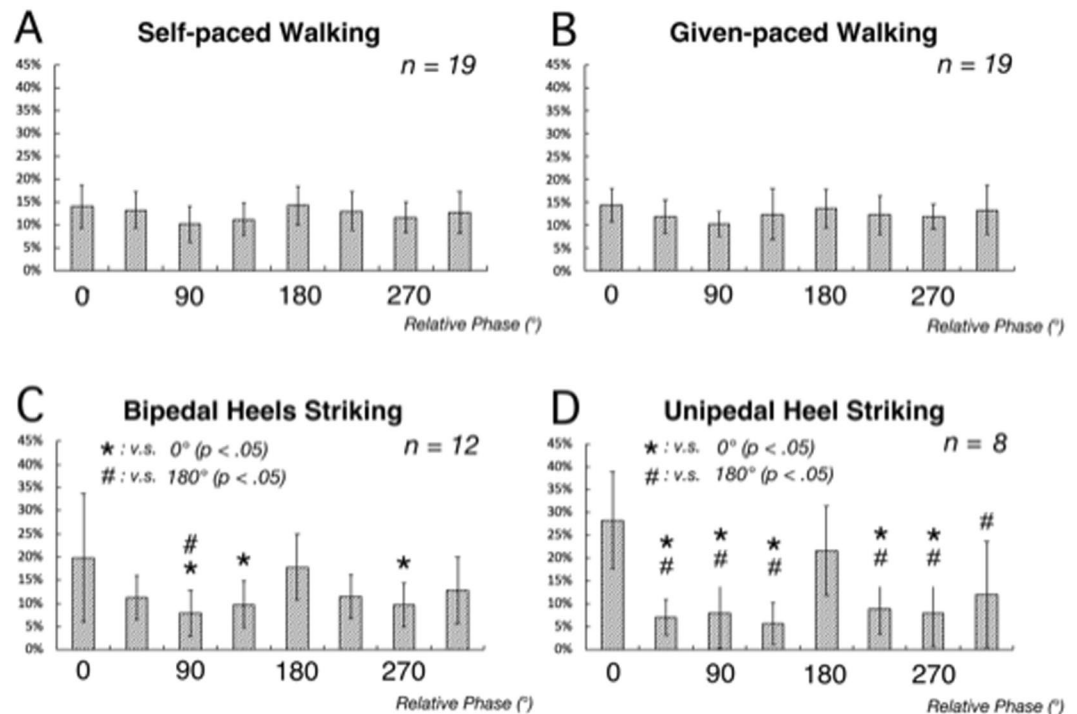 A
Self-paced Walking
n = 19
45%
40%
35%
30%
25%
20%
15%
10%
5%
0%
0 90 180 270
Relative Phase (°)
B
Given-paced Walking
n = 19
45%
40%
35%
30%
25%
20%
15%
10%
5%
0%
0 90 180 270
Relative Phase (°)
C
Bipedal Heels Striking
n = 12
* : v.s. 0° (p < .05)
# : v.s. 180° (p < .05)
45%
40%
35%
30%
25%
20%
15%
10%
5%
0%
#
* * *
0 90 180 270
Relative Phase (°)
D
Unipedal Heel Striking
n = 8
* : v.s. 0° (p < .05)
# : v.s. 180° (p < .05)
45%
40%
35%
30%
25%
20%
15%
10%
5%
0%
* * * * * #
# # # # #
0 90 180 270
Relative Phase (°)